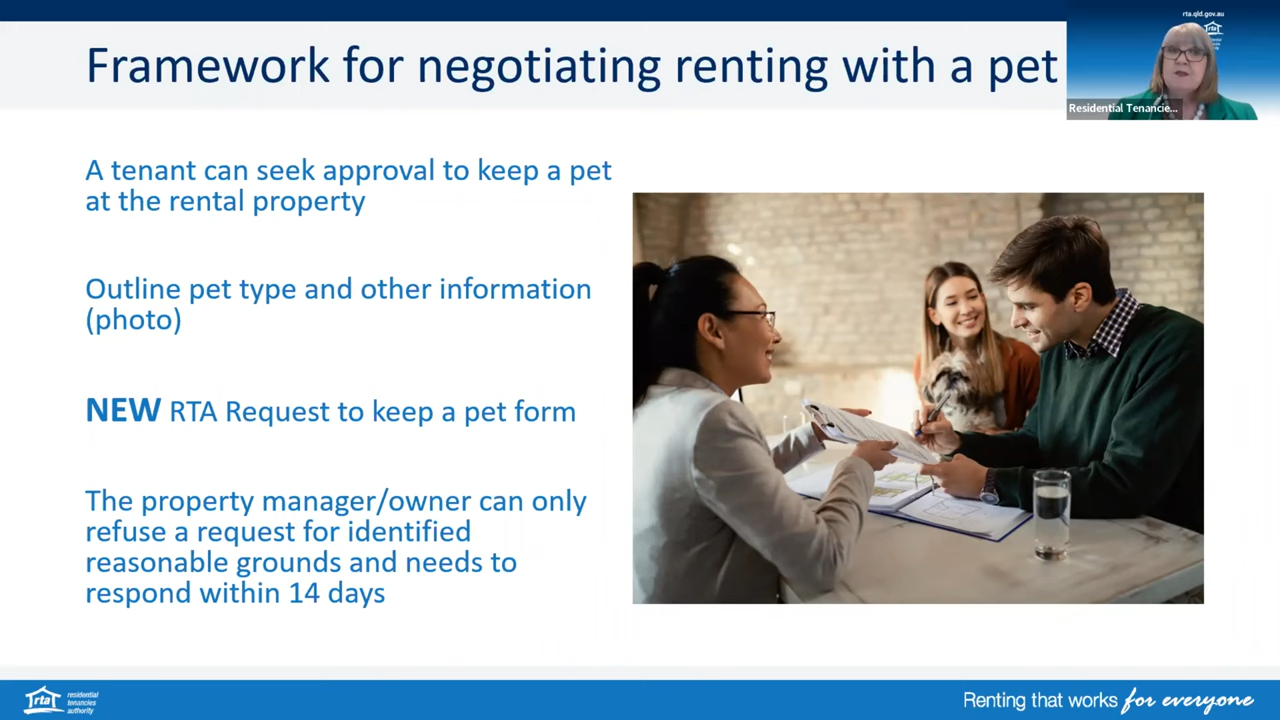 Framework for negotiating renting with a pet
rta.qld.gov.au
Residential Tenancie...
A tenant can seek approval to keep a pet
at the rental property
Outline pet type and other information
(photo)
NEW RTA Request to keep a pet form
The property manager/owner can only
refuse a request for identified
reasonable grounds and needs to
respond within 14 days
rta
residential
tenancies
authority
Renting that works for everyone